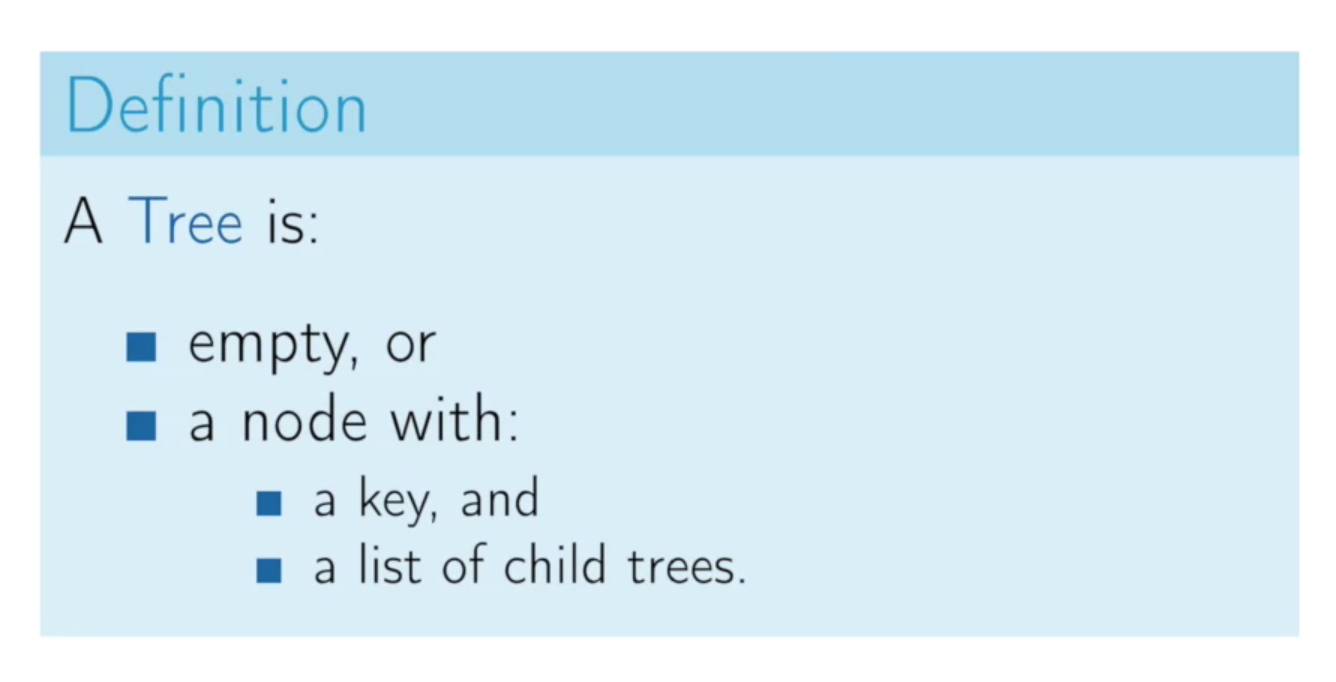 Definition
A Tree is:
■ empty, or
■ a node with:
■ a key, and
■ a list of child trees.